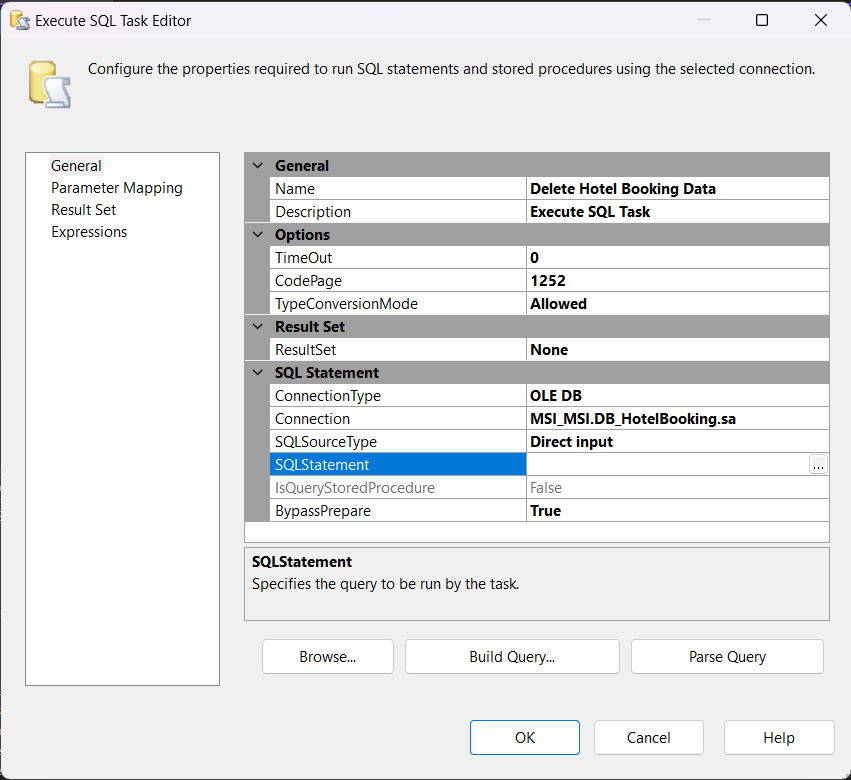 Execute SQL Task Editor
Configure the properties required to run SQL statements and stored procedures using the selected connection.
General
Parameter Mapping
Result Set
Expressions
General
Name Delete Hotel Booking Data
Description Execute SQL Task
Options
TimeOut 0
CodePage 1252
TypeConversionMode Allowed
Result Set
ResultSet None
SQL Statement
ConnectionType OLE DB
Connection MSI_MSI.DB_HotelBooking.sa
SQLSourceType Direct input
SQLStatement ...
IsQueryStoredProcedure False
BypassPrepare True
SQLStatement
Specifies the query to be run by the task.
Browse... Build Query... Parse Query
OK Cancel Help